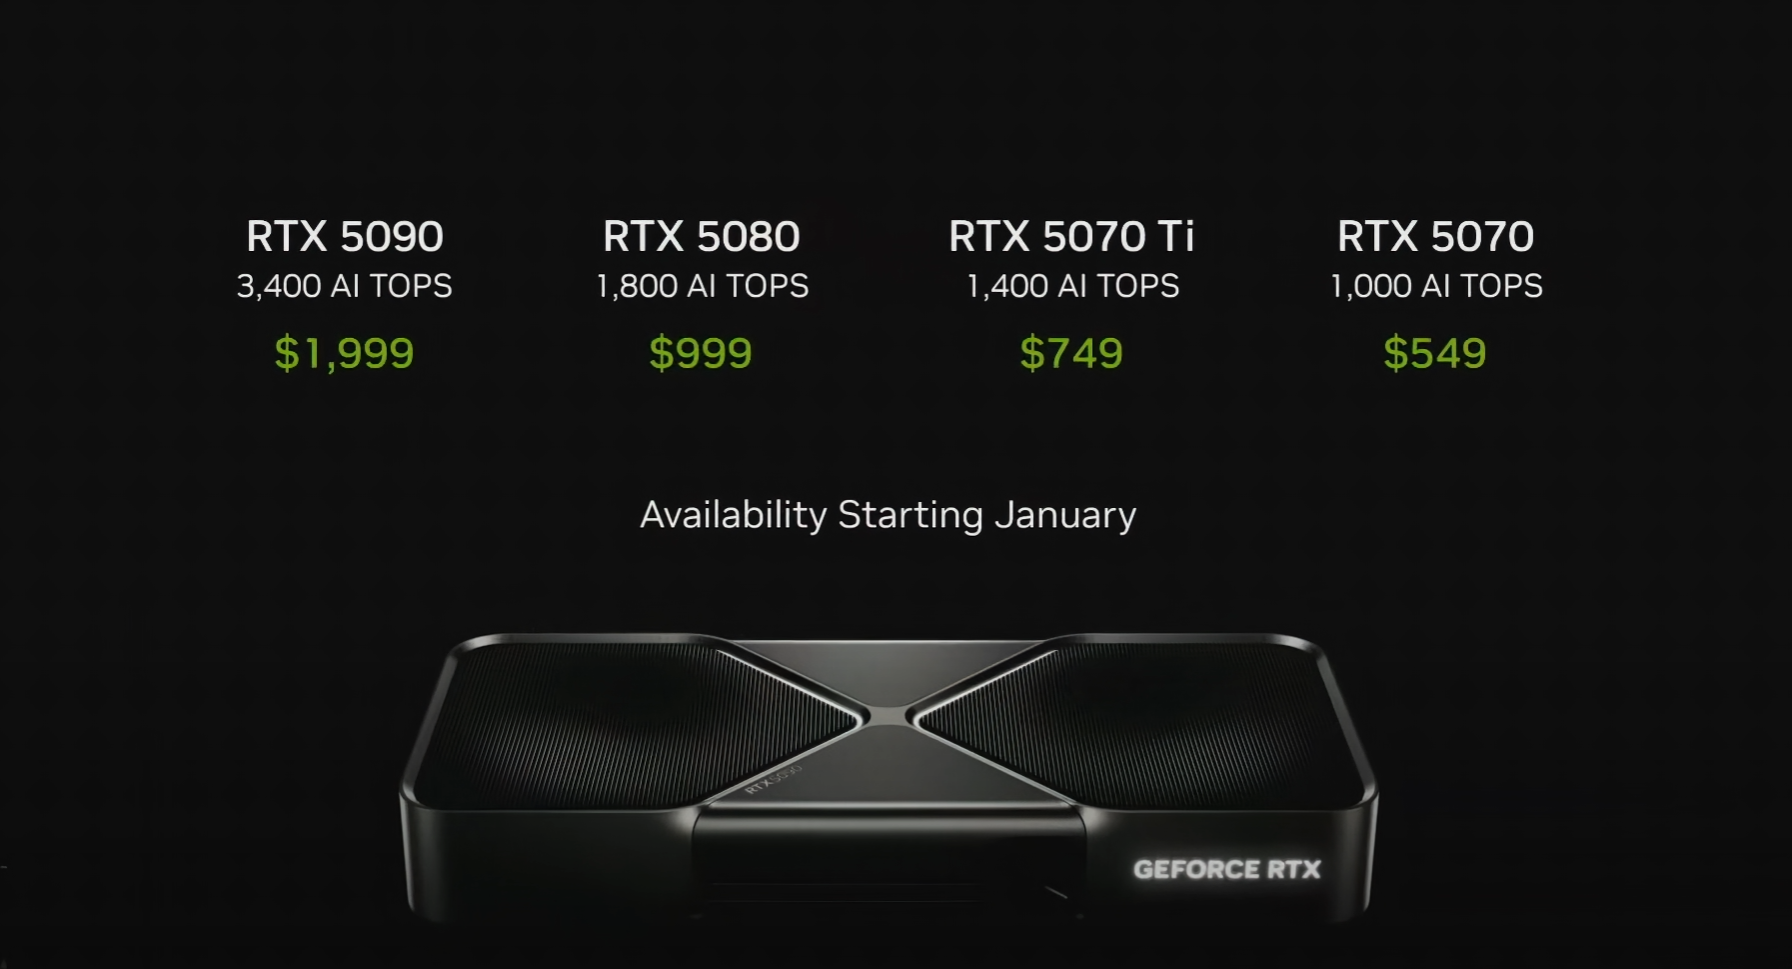 RTX 5090
3,400 AI TOPS
$1,999
RTX 5080
1,800 AI TOPS
$999
RTX 5070 Ti
1,400 AI TOPS
$749
RTX 5070
1,000 AI TOPS
$549
Availability Starting January
RTX5090
GEFORCE RTX